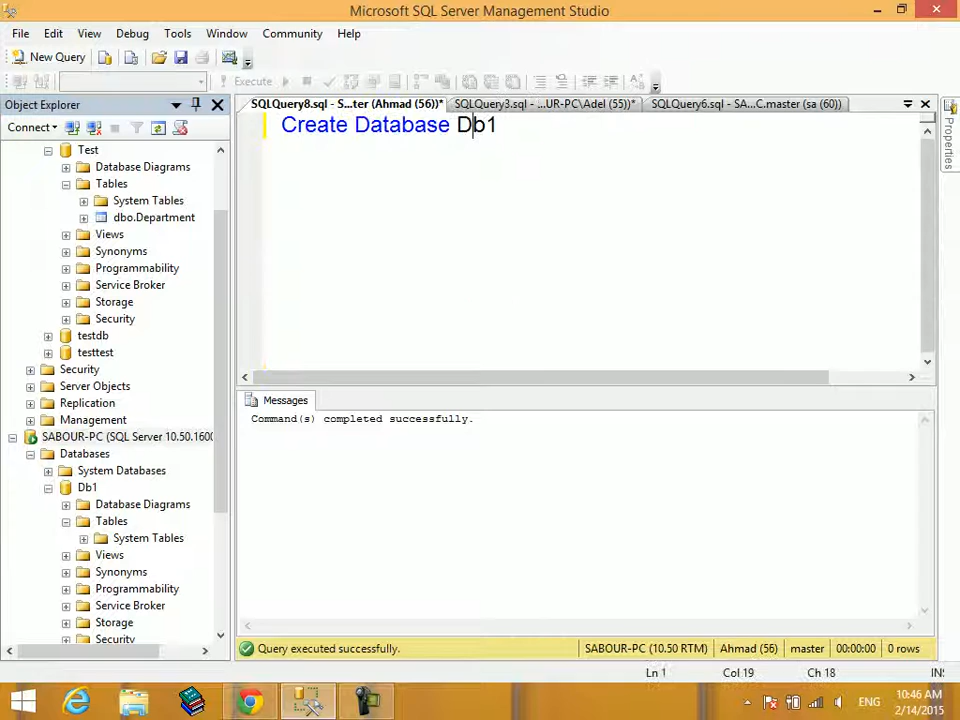 Microsoft SQL Server Management Studio
File Edit View Debug Tools Window Community Help
New Query
Execute
Object Explorer
Connect
Test
Database Diagrams
Tables
System Tables
dbo.Department
Views
Synonyms
Programmability
Service Broker
Storage
Security
testdb
testtest
Security
Server Objects
Replication
Management
SABOUR-PC (SQL Server 10.50.1600
Databases
System Databases
Db1
Database Diagrams
Tables
System Tables
Views
Synonyms
Programmability
Service Broker
Storage
Security
SQLQuery8.sql - S...ter (Ahmad (56))* SQLQuery3.sql - ...UR-PC\Adel (55))* SQLQuery6.sql - SA...C.master (sa (60))
Create Database Db1
Messages
Command(s) completed successfully.
Query executed successfully. SABOUR-PC (10.50 RTM) Ahmad (56) master 00:00:00 0 rows
Ln 1 Col 19 Ch 18 INS
Properties
ENG
10:46 AM
2/14/2015